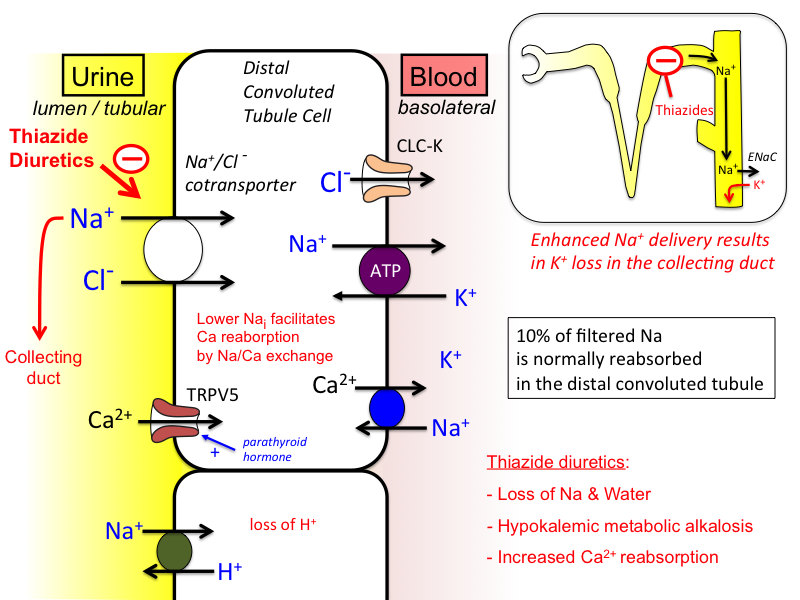 Urine
lumen / tubular
Thiazide
Diuretics
Distal
Convoluted
Tubule Cell
Blood
basolateral
Na⁺/Cl⁻
cotransporter
CLC-K
Cl⁻
Na⁺
Cl⁻
Na⁺
ATP
K⁺
Lower Naᵢ facilitates
Ca reaborption
by Na/Ca exchange
Collecting
duct
K⁺
Ca²⁺
Na⁺
TRPV5
Ca²⁺
+
parathyroid
hormone
Na⁺
H⁺
loss of H⁺
Na⁺
Thiazides
Na⁺
ENaC
K⁺
Enhanced Na⁺ delivery results
in K⁺ loss in the collecting duct
10% of filtered Na
is normally reabsorbed
in the distal convoluted tubule
Thiazide diuretics:
- Loss of Na & Water
- Hypokalemic metabolic alkalosis
- Increased Ca²⁺ reabsorption